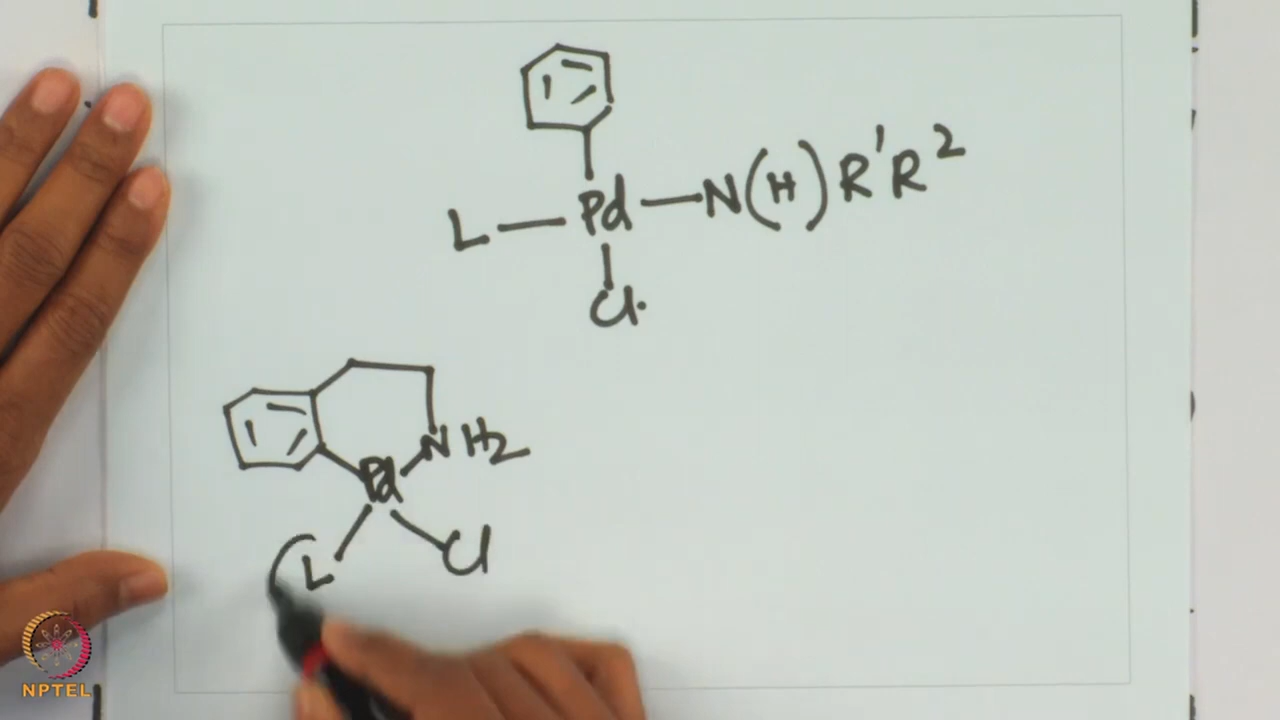 L—Pd—N(H)R'R²
Cl
NH₂
Pd
L Cl
NPTEL